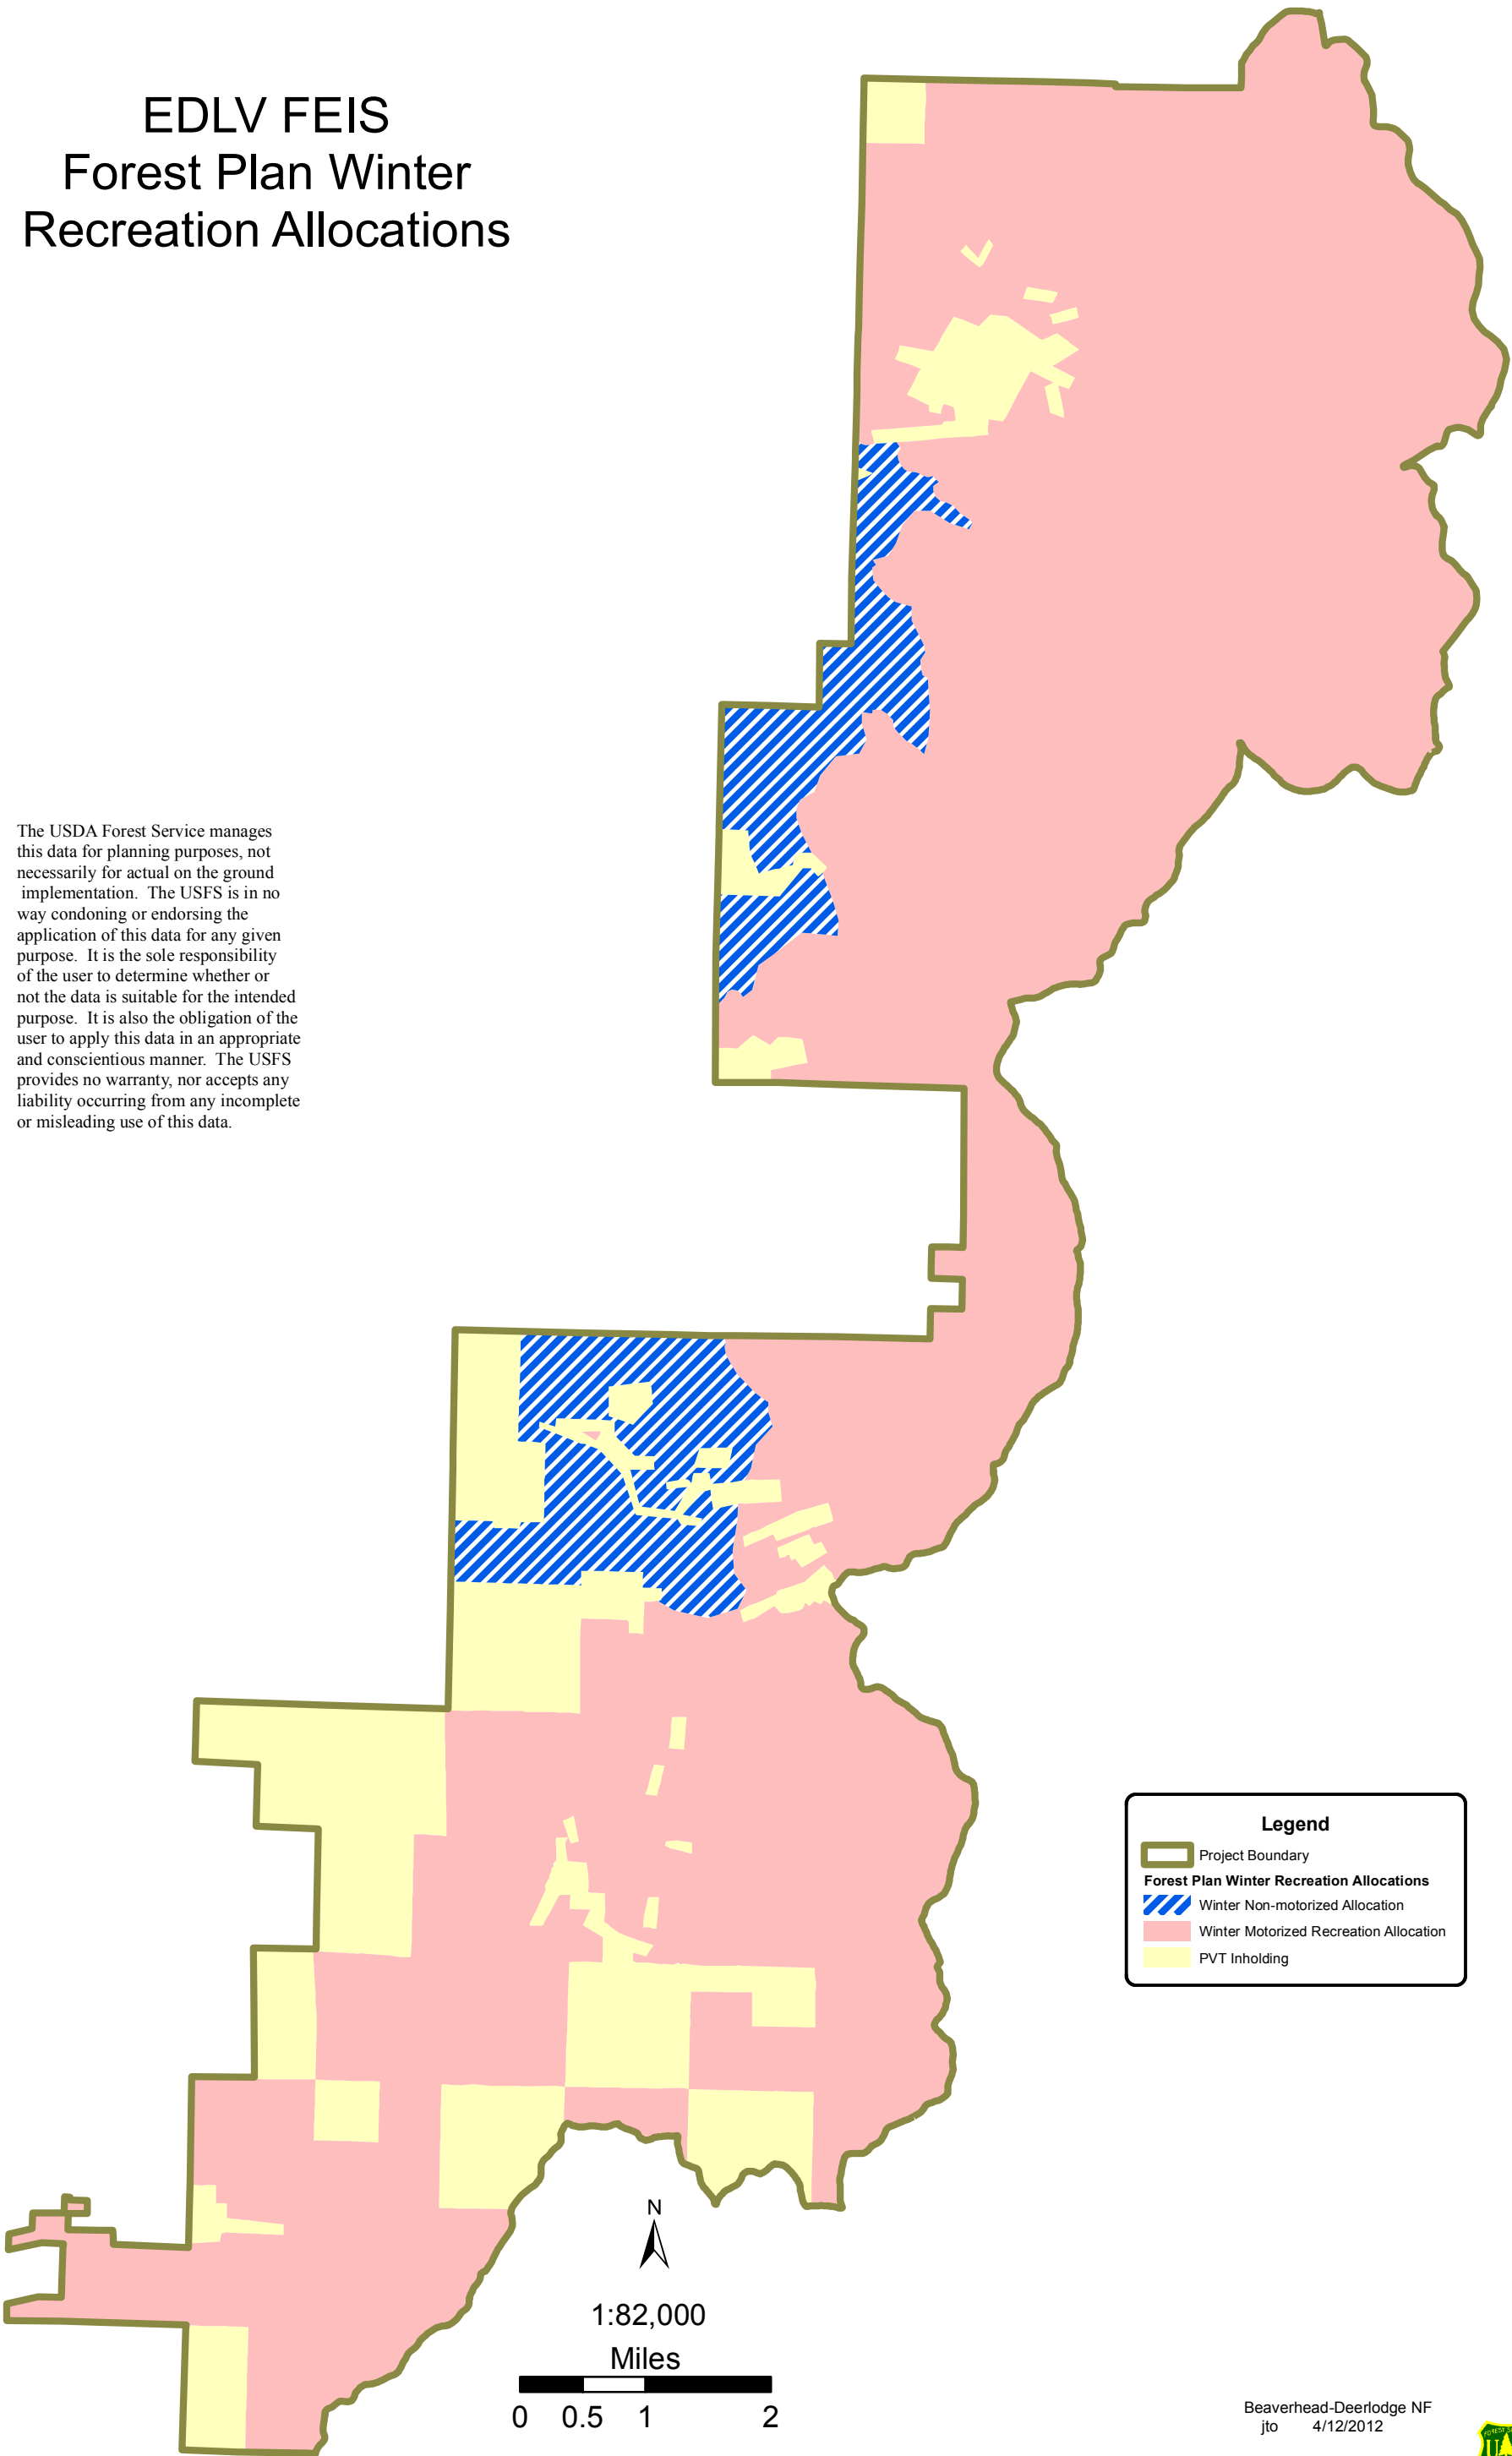 EDLV FEIS
Forest Plan Winter
Recreation Allocations
The USDA Forest Service manages
this data for planning purposes, not
necessarily for actual on the ground
implementation. The USFS is in no
way condoning or endorsing the
application of this data for any given
purpose. It is the sole responsibility
of the user to determine whether or
not the data is suitable for the intended
purpose. It is also the obligation of the
user to apply this data in an appropriate
and conscientious manner. The USFS
provides no warranty, nor accepts any
liability occurring from any incomplete
or misleading use of this data.
Legend
Project Boundary
Forest Plan Winter Recreation Allocations
Winter Non-motorized Allocation
Winter Motorized Recreation Allocation
PVT Inholding
N
1:82,000
Miles
0 0.5 1 2
Beaverhead-Deerlodge NF
jto 4/12/2012